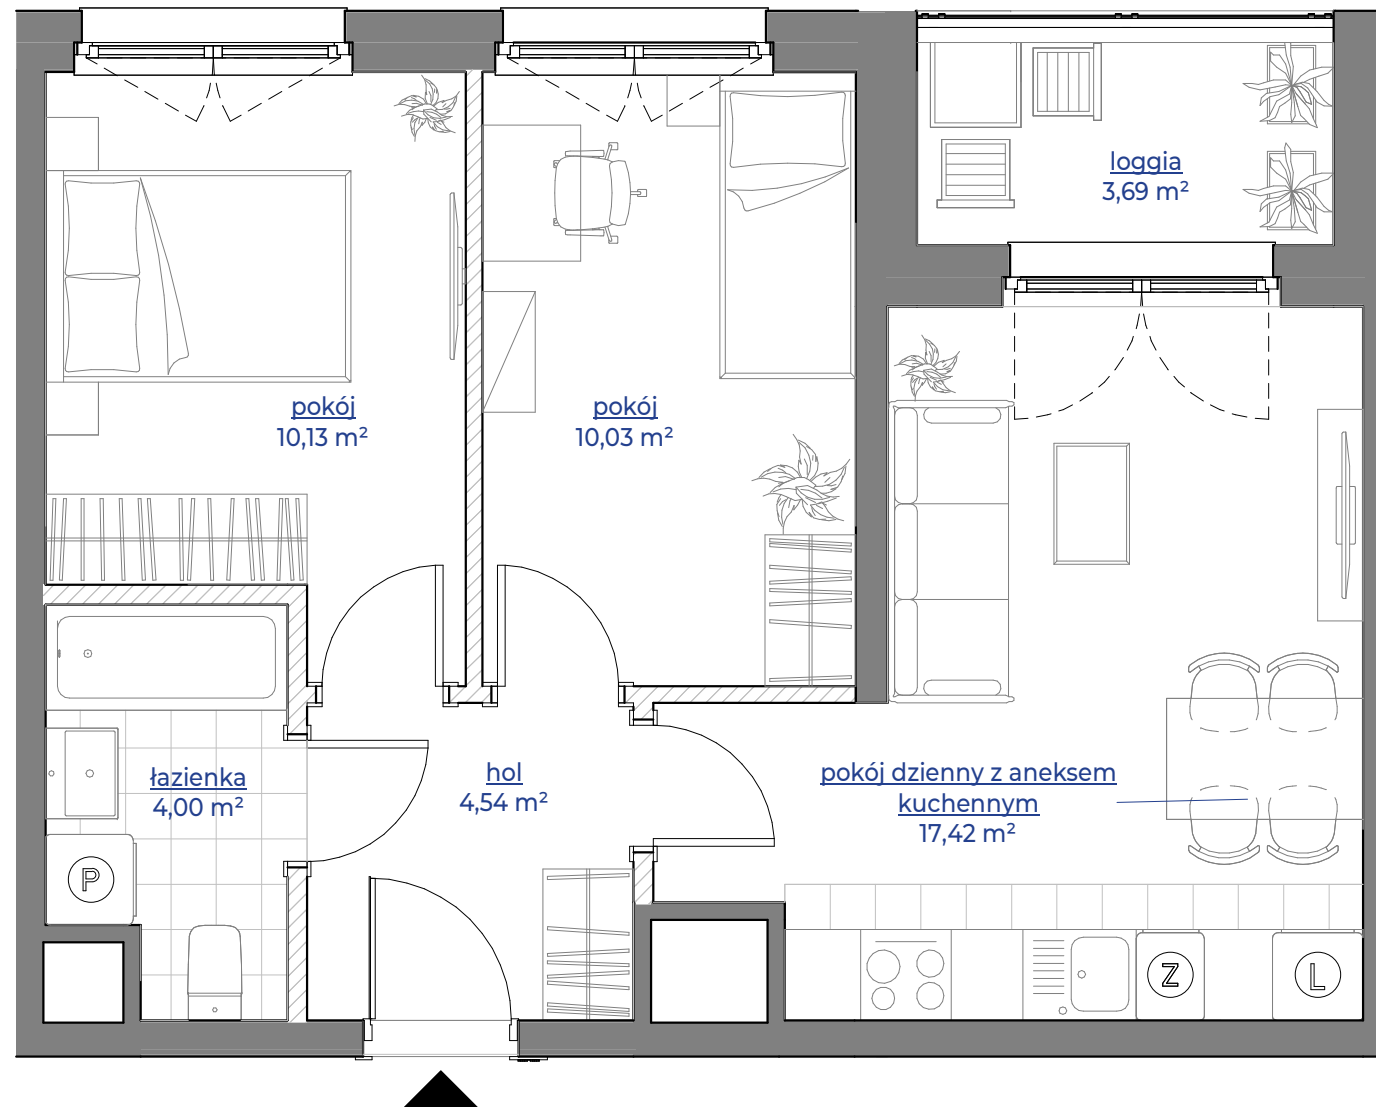 loggia
3,69 m²
pokój
10,13 m²
pokój
10,03 m²
łazienka
4,00 m²
hol
4,54 m²
pokój dzienny z aneksem
kuchennym
17,42 m²
P
Z
L